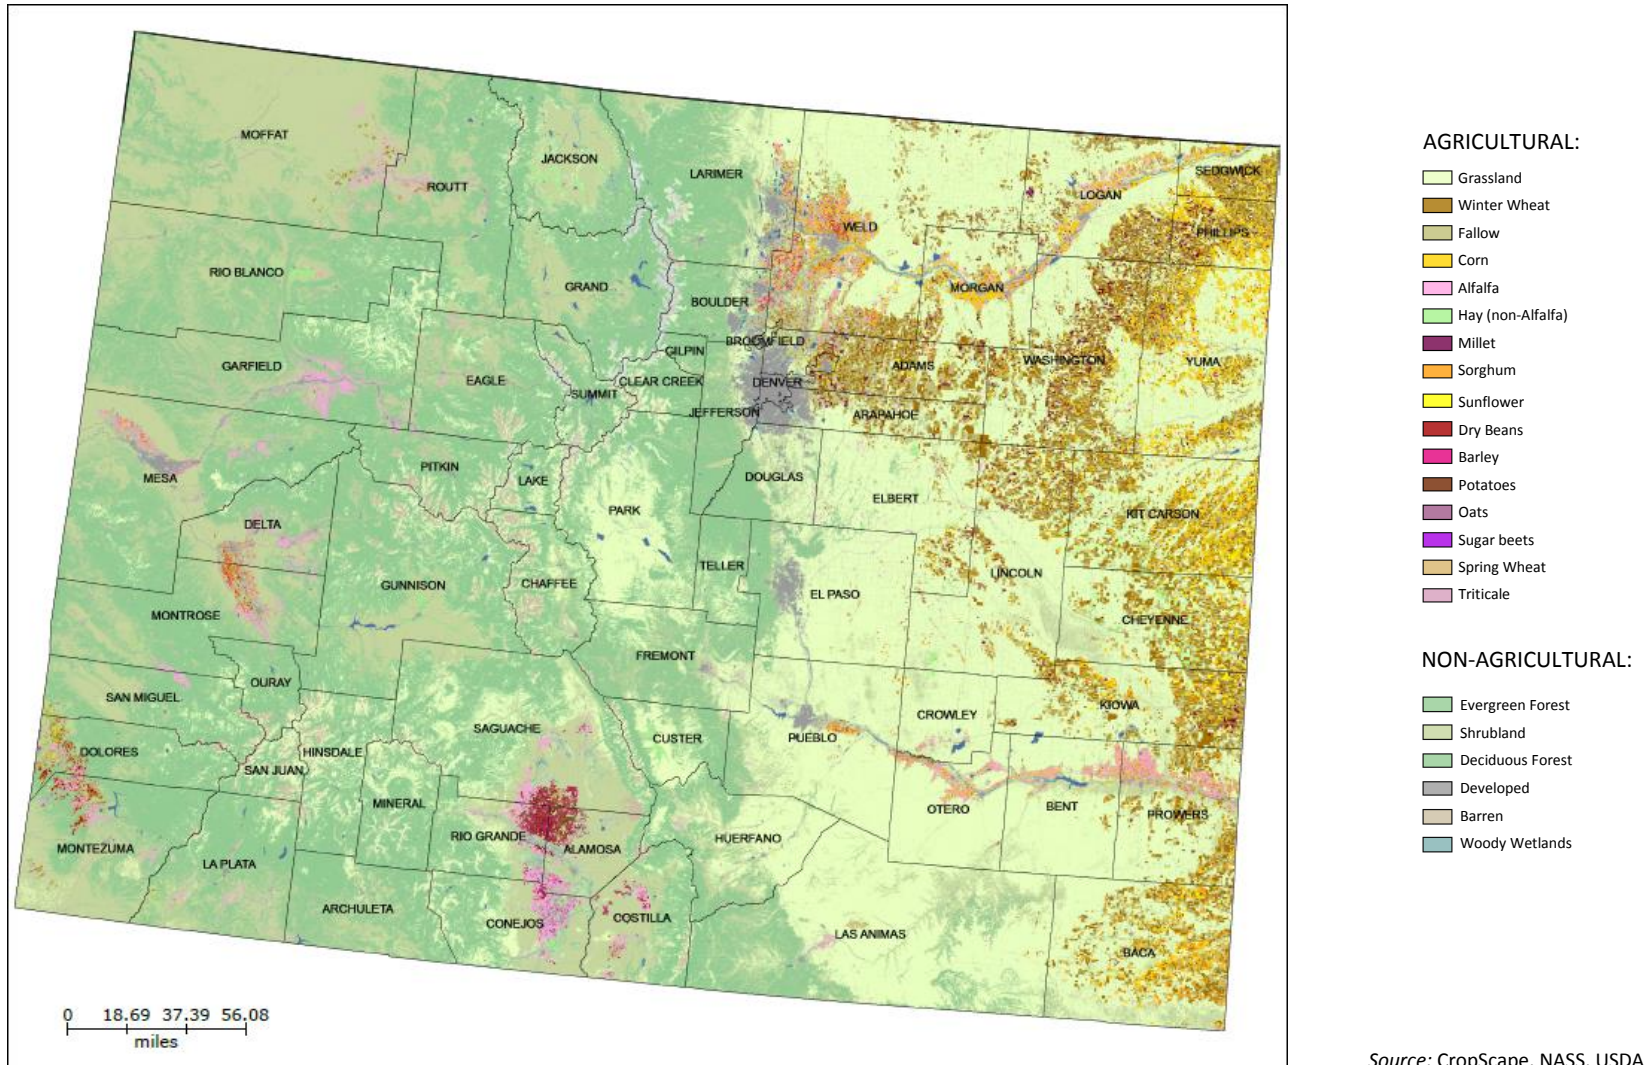 MOFFAT
JACKSON
LARIMER
ROUTT
SEDGWICK
LOGAN
WELD
PHILLIPS
RIO BLANCO
GRAND
BOULDER
MORGAN
BROOMFIELD
GILPIN
GARFIELD
EAGLE
CLEAR CREEK
DENVER
ADAMS
WASHINGTON
YUMA
SUMMIT
JEFFERSON
ARAPAHOE
MESA
PITKIN
LAKE
DOUGLAS
ELBERT
PARK
KIT CARSON
DELTA
TELLER
LINCOLN
GUNNISON
CHAFFEE
EL PASO
MONTROSE
CHEYENNE
FREMONT
OURAY
SAN MIGUEL
KIOWA
CROWLEY
SAGUACHE
CUSTER
PUEBLO
DOLORES
HINSDALE
SAN JUAN
MINERAL
OTERO
BENT
PROWERS
RIO GRANDE
ALAMOSA
HUERFANO
MONTEZUMA
LA PLATA
ARCHULETA
CONEJOS
COSTILLA
LAS ANIMAS
BACA
0 18.69 37.39 56.08
miles
AGRICULTURAL:
Grassland
Winter Wheat
Fallow
Corn
Alfalfa
Hay (non-Alfalfa)
Millet
Sorghum
Sunflower
Dry Beans
Barley
Potatoes
Oats
Sugar beets
Spring Wheat
Triticale
NON-AGRICULTURAL:
Evergreen Forest
Shrubland
Deciduous Forest
Developed
Barren
Woody Wetlands
Source: CropScape, NASS, USDA